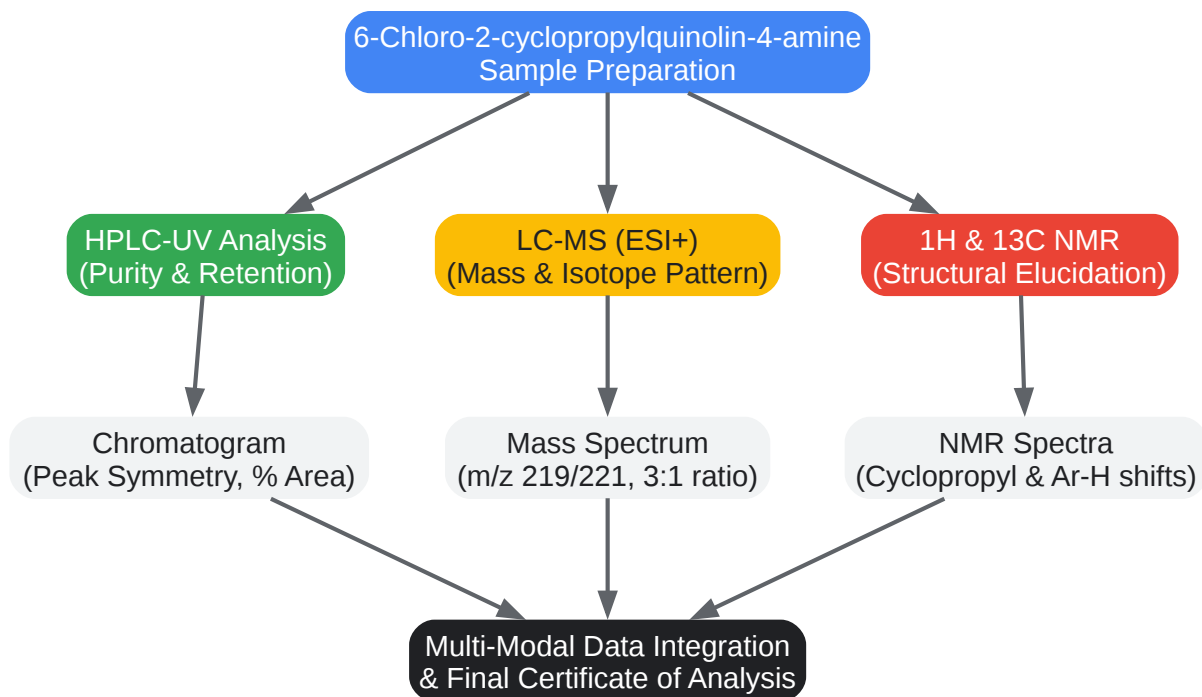 6-Chloro-2-cyclopropylquinolin-4-amine
Sample Preparation
HPLC-UV Analysis
(Purity & Retention)
LC-MS (ESI+)
(Mass & Isotope Pattern)
1H & 13C NMR
(Structural Elucidation)
Chromatogram
(Peak Symmetry, % Area)
Mass Spectrum
(m/z 219/221, 3:1 ratio)
NMR Spectra
(Cyclopropyl & Ar-H shifts)
Multi-Modal Data Integration
& Final Certificate of Analysis